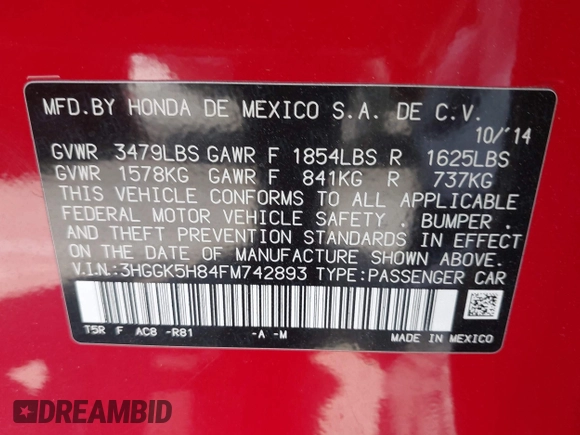 MFD.BY HONDA DE MEXICO S.A. DE C.V.
10/'14
GVWR 3479LBS GAWR F 1854LBS R 1625LBS
GVWR 1578KG GAWR F 841KG R 737KG
THIS VEHICLE CONFORMS TO ALL APPLICABLE
FEDERAL MOTOR VEHICLE SAFETY , BUMPER ,
AND THEFT PREVENTION STANDARDS IN EFFECT
ON THE DATE OF MANUFACTURE SHOWN ABOVE.
V.I.N.:3HGGK5H84FM742893 TYPE:PASSENGER CAR
T5R F AC8 -R81 -A -M
MADE IN MEXICO
DREAMBID